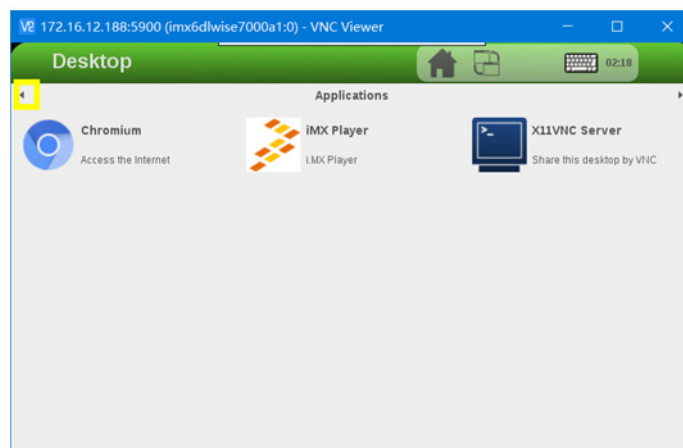 V2 172.16.12.188:5900 (imx6dlwise7000a1:0) - VNC Viewer
Desktop
02:18
Applications
Chromium
Access the Internet
iMX Player
i.MX Player
X11VNC Server
Share this desktop by VNC